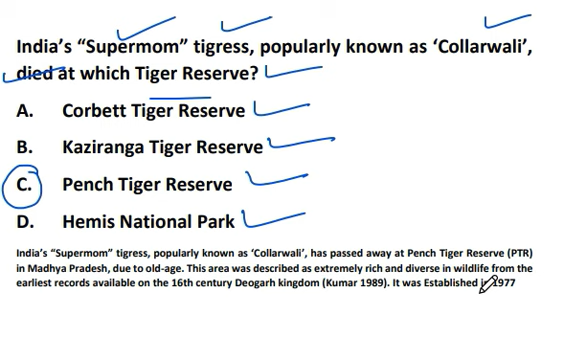 India's “Supermom” tigress, popularly known as ‘Collarwali’,
died at which Tiger Reserve?
A. Corbett Tiger Reserve
B. Kaziranga Tiger Reserve
C. Pench Tiger Reserve
D. Hemis National Park
India's “Supermom” tigress, popularly known as ‘Collarwali’, has passed away at Pench Tiger Reserve (PTR)
in Madhya Pradesh, due to old-age. This area was described as extremely rich and diverse in wildlife from the
earliest records available on the 16th century Deogarh kingdom (Kumar 1989). It was Established in 1977